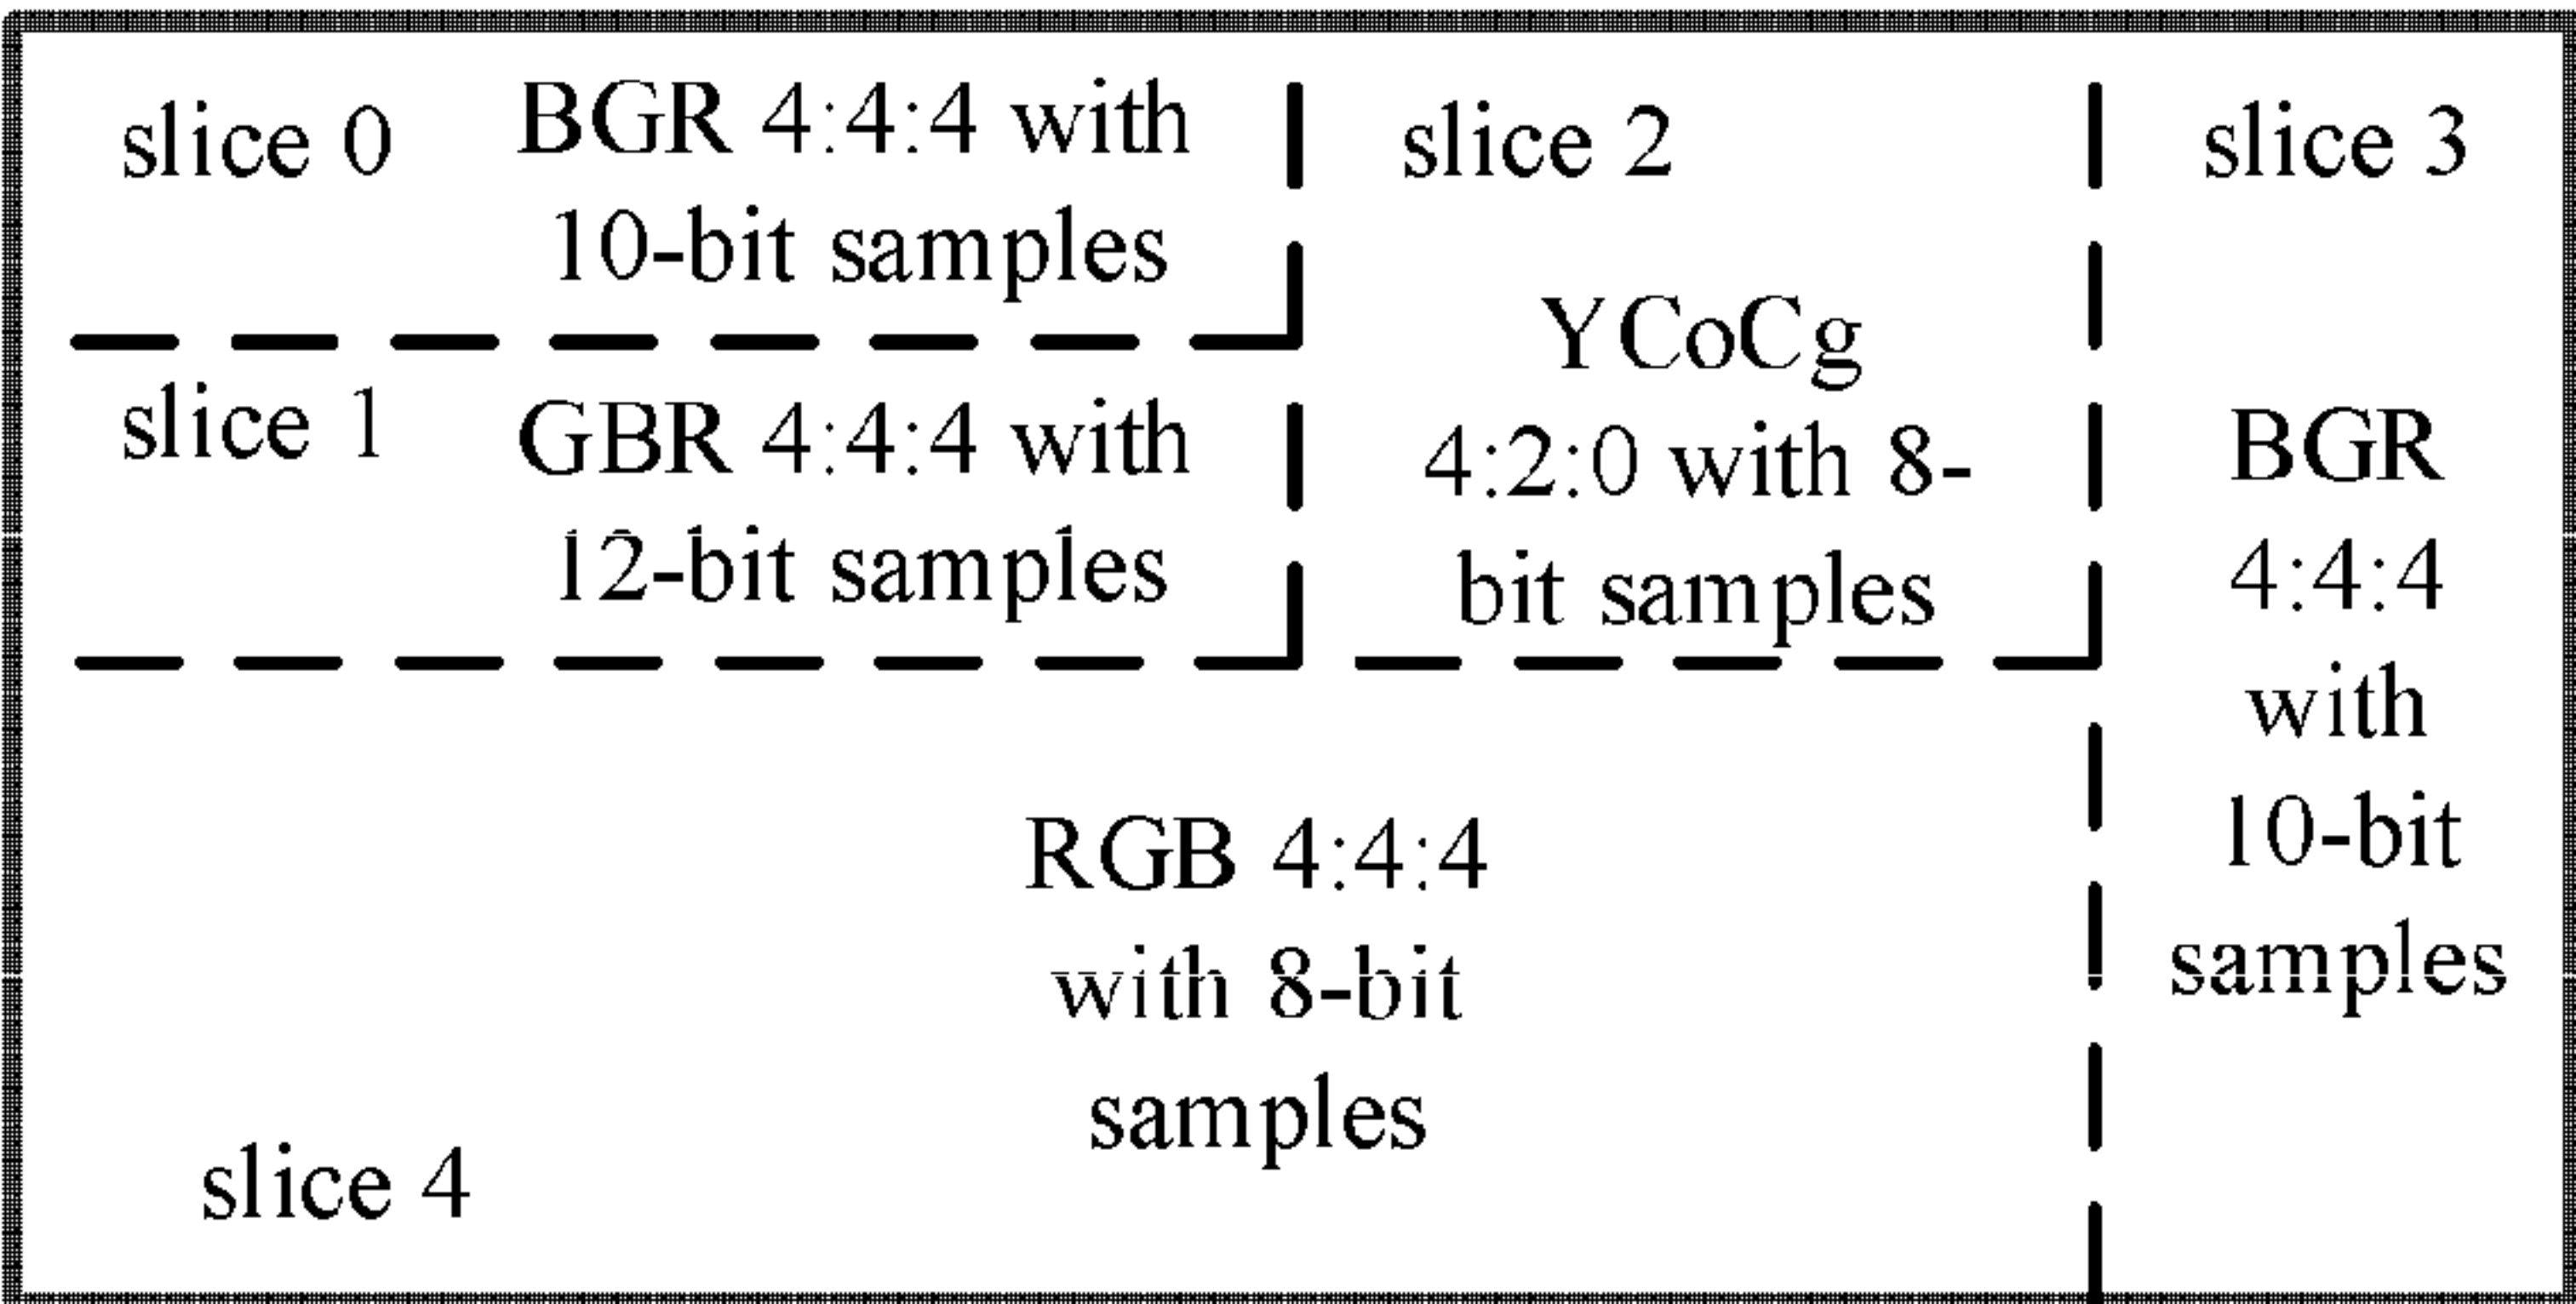 slice 0
BGR 4:4:4 with
10-bit samples
slice 1
GBR 4:4:4 with
12-bit samples
slice 2
YCoCg
4:2:0 with 8-
bit samples
slice 3
BGR
4:4:4
with
10-bit
samples
RGB 4:4:4
with 8-bit
samples
slice 4